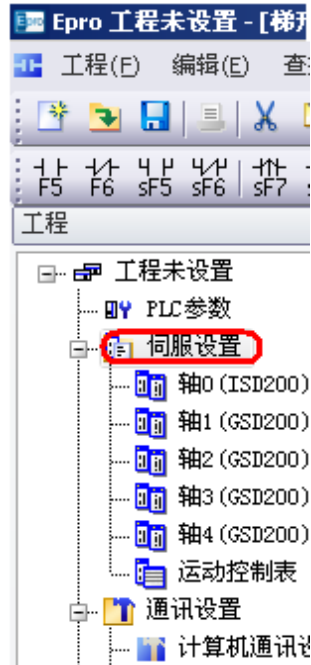 Epro 工程未设置 - [梯形
工程(F) 编辑(E) 查
F5 F6 sF5 sF6 sF7
工程
工程未设置
PLC参数
伺服设置
轴0(ISD200)
轴1(GSD200)
轴2(GSD200)
轴3(GSD200)
轴4(GSD200)
运动控制表
通讯设置
计算机通讯设